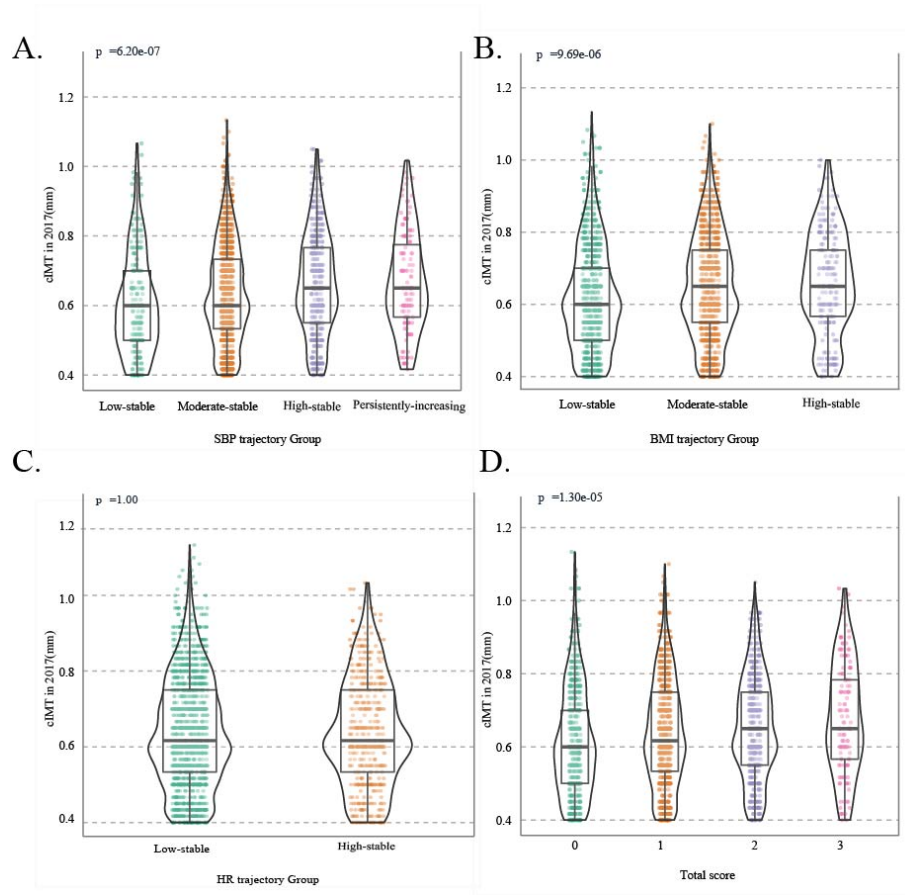 A.
p =6.20e-07
cIMT in 2017(mm)
1.2
1.0
0.8
0.6
0.4
Low-stable Moderate-stable High-stable Persistently-increasing
SBP trajectory Group
B.
p =9.69e-06
cIMT in 2017(mm)
1.2
1.0
0.8
0.6
0.4
Low-stable Moderate-stable High-stable
BMI trajectory Group
C.
p =1.00
cIMT in 2017(mm)
1.2
1.0
0.8
0.6
0.4
Low-stable High-stable
HR trajectory Group
D.
p =1.30e-05
cIMT in 2017(mm)
1.2
1.0
0.8
0.6
0.4
0 1 2 3
Total score